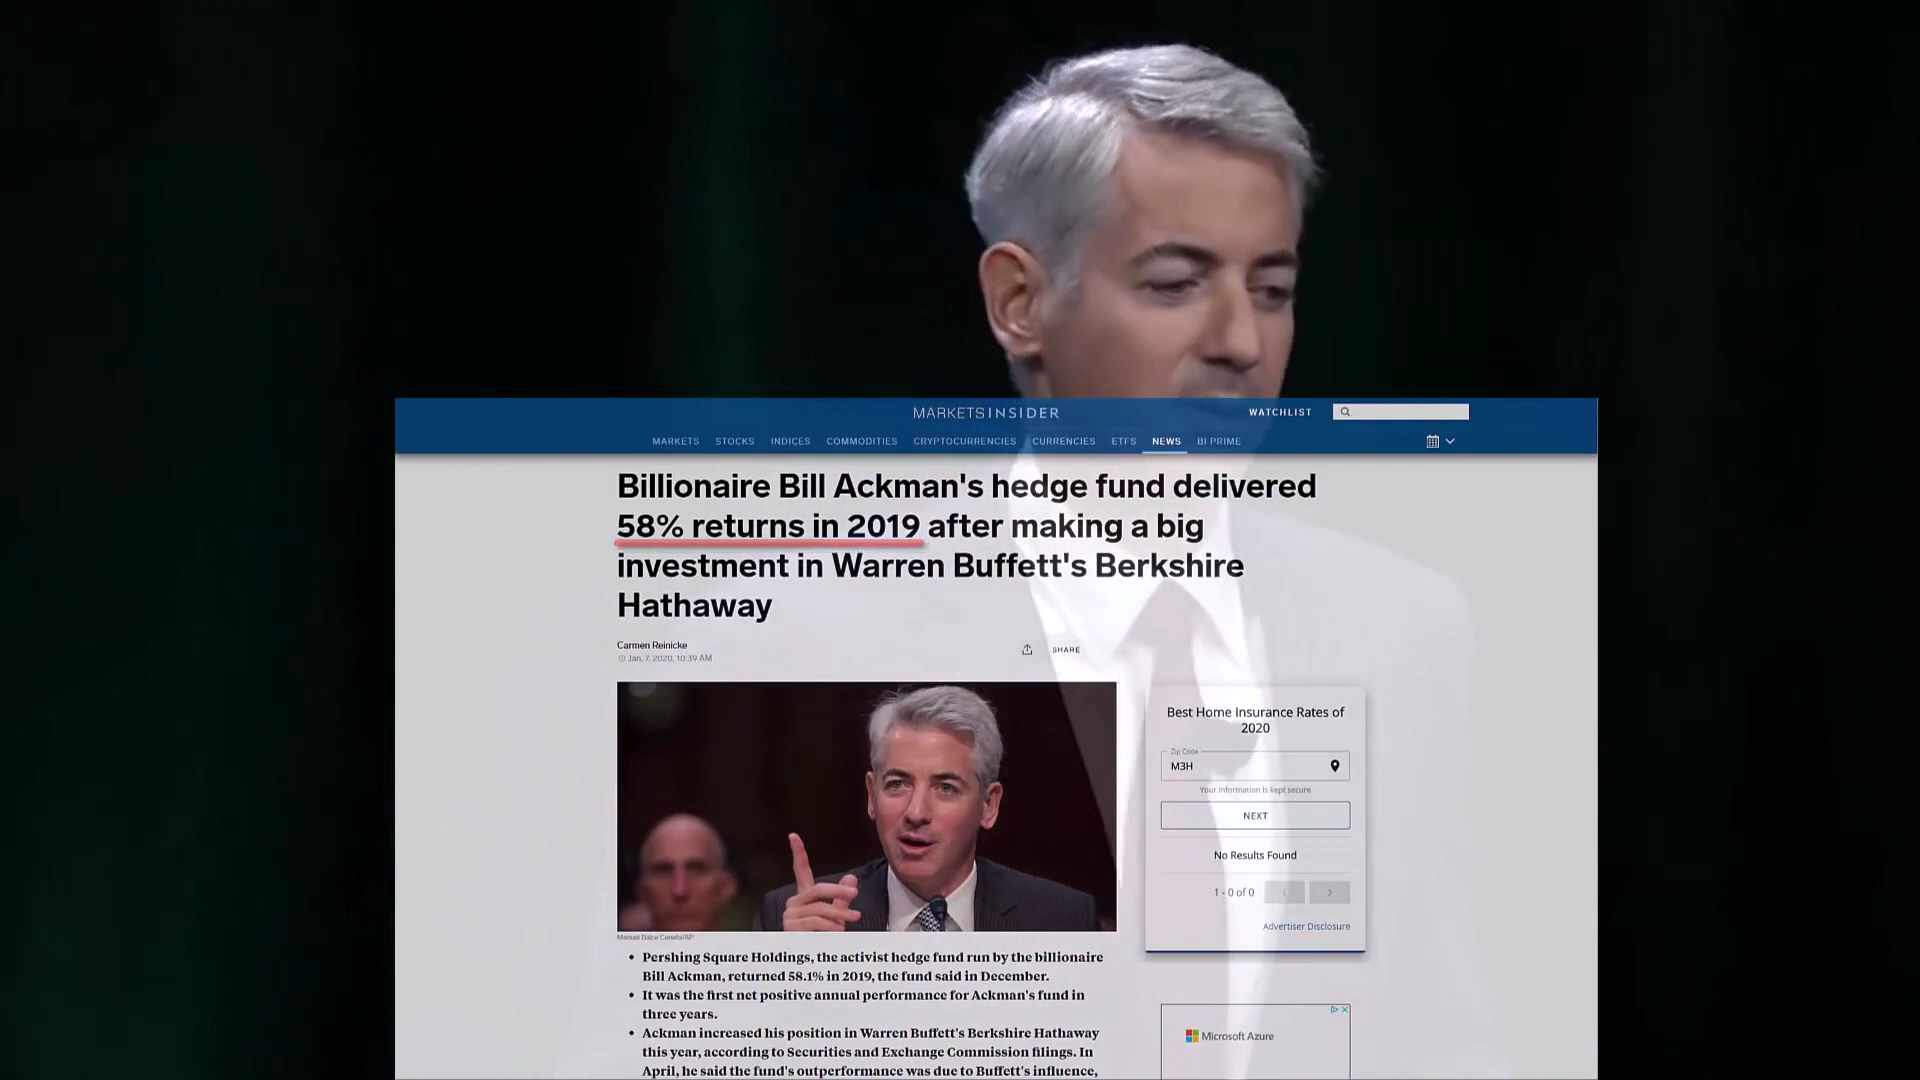 MARKETS INSIDER
WATCHLIST
MARKETS STOCKS INDICES COMMODITIES CRYPTOCURRENCIES CURRENCIES ETFS NEWS BI PRIME
Billionaire Bill Ackman's hedge fund delivered
58% returns in 2019 after making a big
investment in Warren Buffett's Berkshire
Hathaway
Carmen Reinicke
Jan. 7, 2020, 10:39 AM
SHARE
Best Home Insurance Rates of
2020
Zip Code
M3H
Your information is kept secure
NEXT
No Results Found
1 - 0 of 0
Advertiser Disclosure
Manuel Balce Ceneta/AP
• Pershing Square Holdings, the activist hedge fund run by the billionaire
Bill Ackman, returned 58.1% in 2019, the fund said in December.
• It was the first net positive annual performance for Ackman's fund in
three years.
• Ackman increased his position in Warren Buffett's Berkshire Hathaway
this year, according to Securities and Exchange Commission filings. In
April, he said the fund's outperformance was due to Buffett's influence,
Microsoft Azure